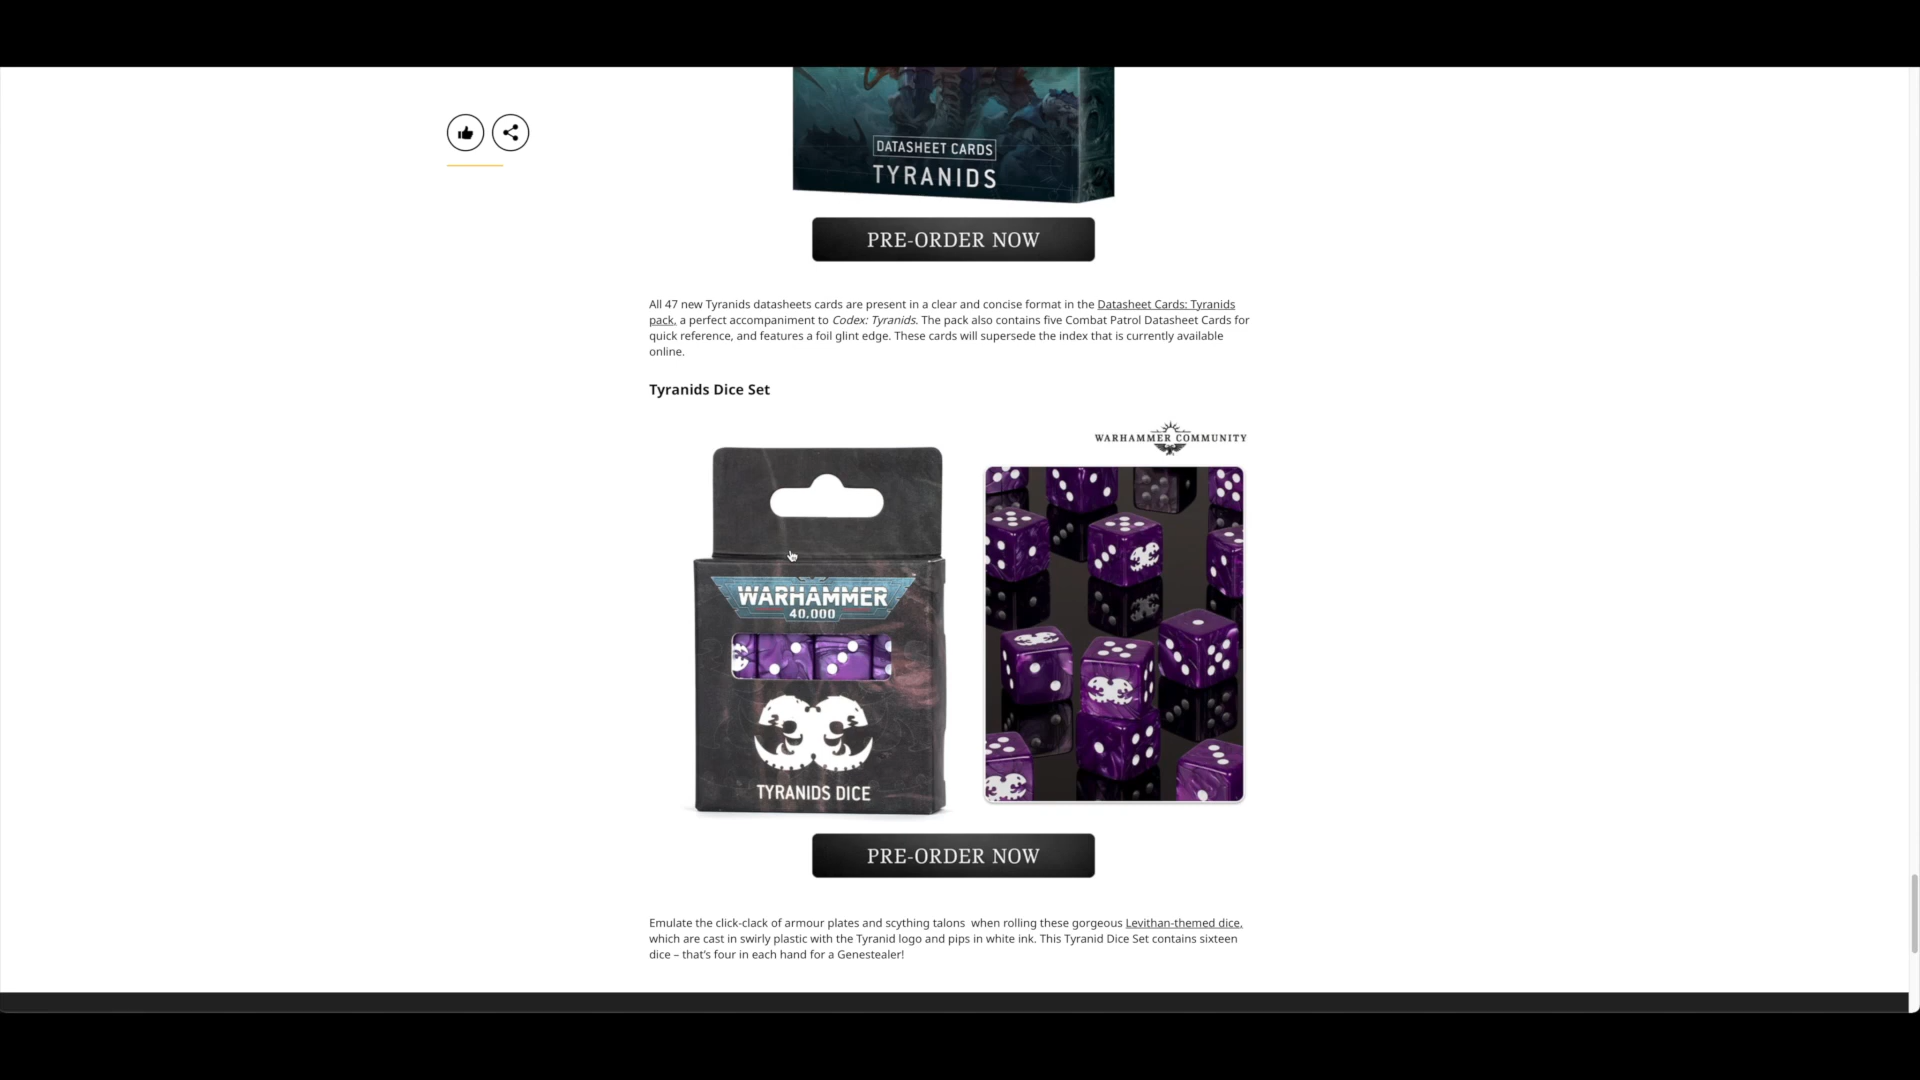 DATASHEET CARDS
TYRANIDS
PRE-ORDER NOW
All 47 new Tyranids datasheets cards are present in a clear and concise format in the Datasheet Cards: Tyranids
pack, a perfect accompaniment to Codex: Tyranids. The pack also contains five Combat Patrol Datasheet Cards for
quick reference, and features a foil glint edge. These cards will supersede the index that is currently available
online.
Tyranids Dice Set
WARHAMMER COMMUNITY
WARHAMMER
40,000
TYRANIDS DICE
PRE-ORDER NOW
Emulate the click-clack of armour plates and scything talons  when rolling these gorgeous Levithan-themed dice,
which are cast in swirly plastic with the Tyranid logo and pips in white ink. This Tyranid Dice Set contains sixteen
dice – that's four in each hand for a Genestealer!